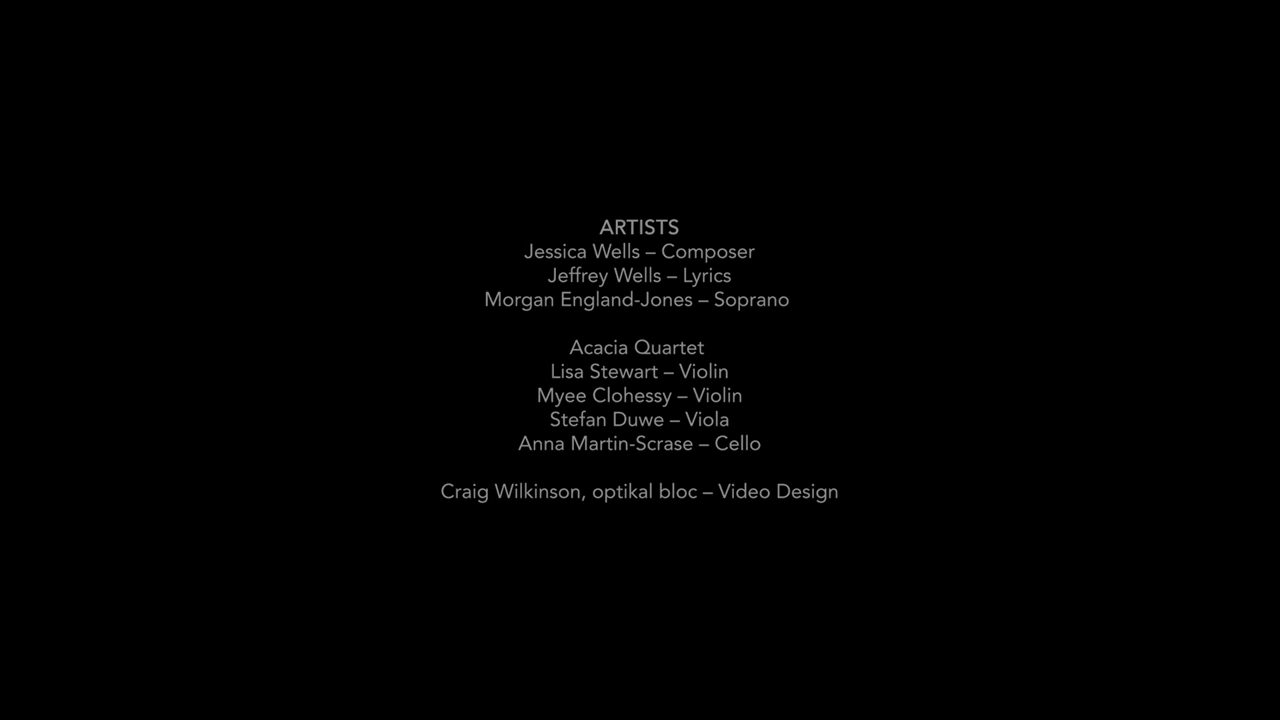 ARTISTS
Jessica Wells – Composer
Jeffrey Wells – Lyrics
Morgan England-Jones – Soprano
Acacia Quartet
Lisa Stewart – Violin
Myee Clohessy – Violin
Stefan Duwe – Viola
Anna Martin-Scrase – Cello
Craig Wilkinson, optikal bloc – Video Design